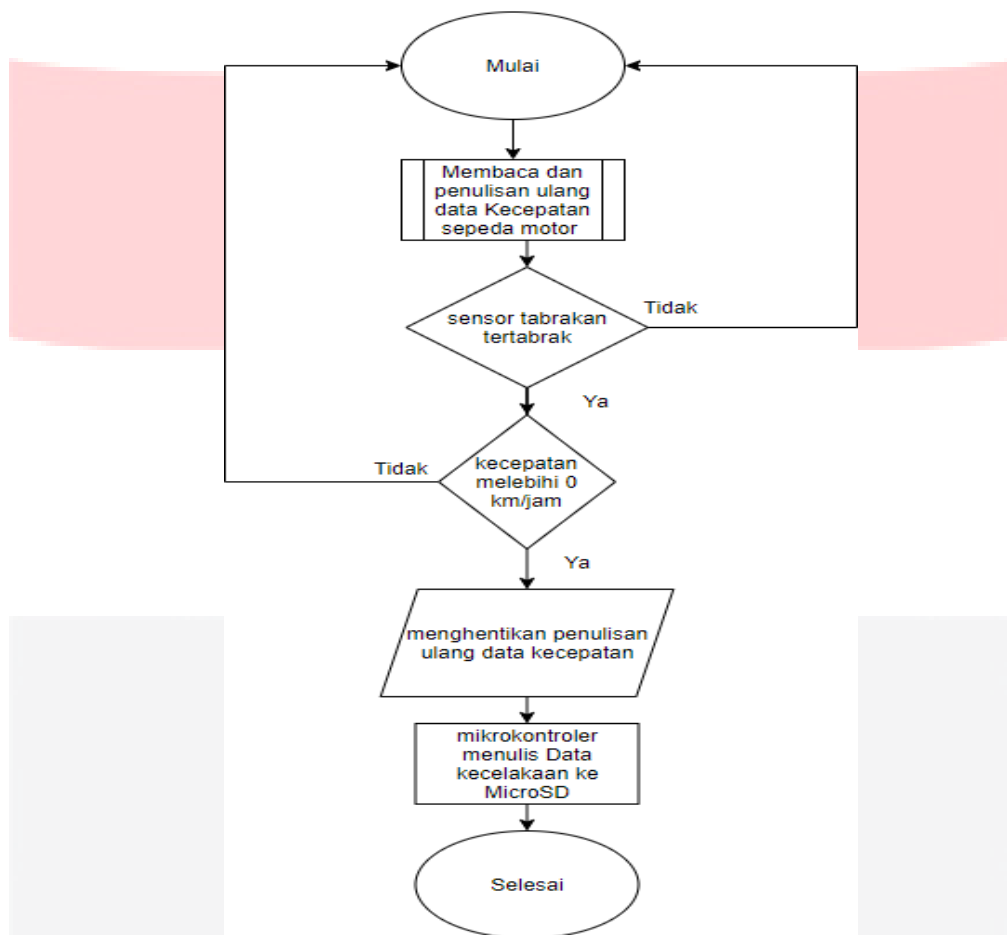 Mulai
Membaca dan
penulisan ulang
data Kecepatan
sepeda motor
sensor tabrakan
tertabrak
Tidak
Ya
kecepatan
melebihi 0
km/jam
Tidak
Ya
menghentikan penulisan
ulang data kecepatan
mikrokontroler
menulis Data
kecelakaan ke
MicroSD
Selesai